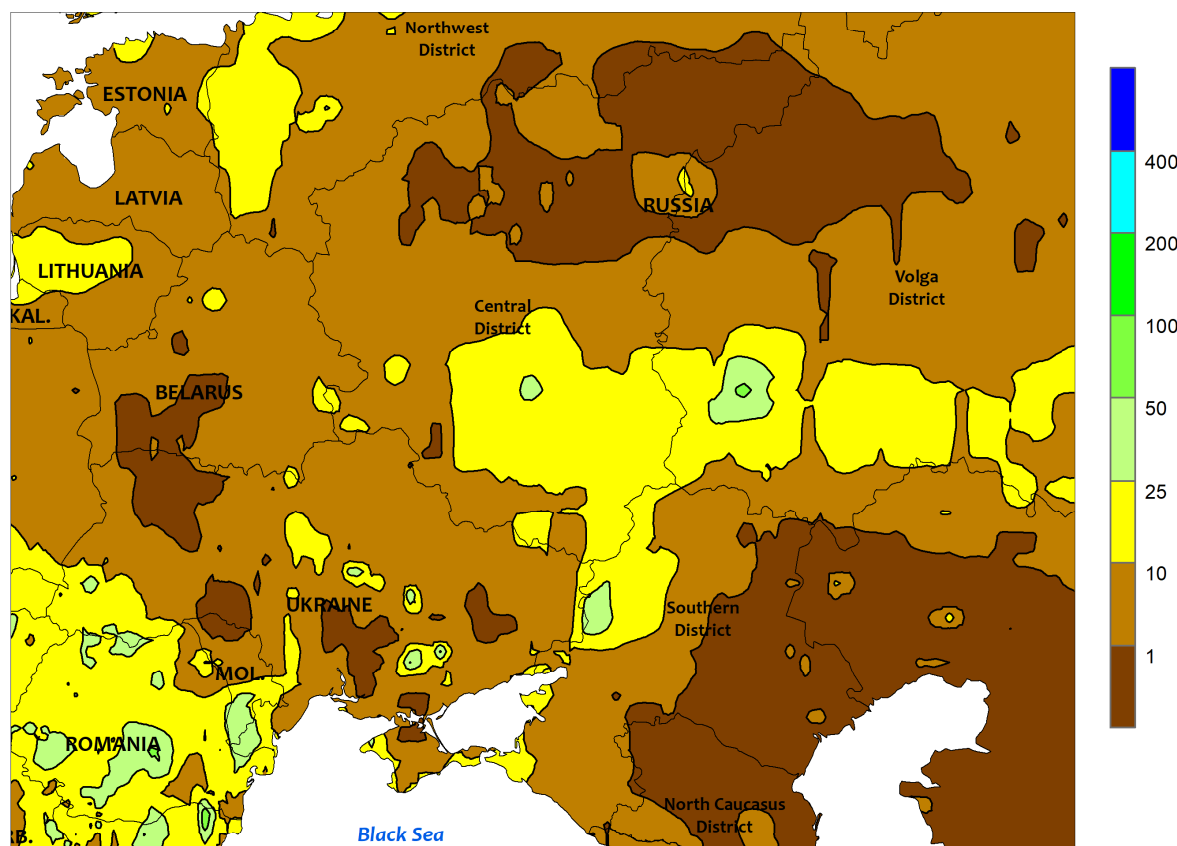 Northwest
District
ESTONIA
400
LATVIA
RUSSIA
200
LITHUANIA
Volga
District
KAL.
Central
District
100
BELARUS
50
25
10
UKRAINE
Southern
District
MOL.
1
ROMANIA
North Caucasus
District
RB.
Black Sea